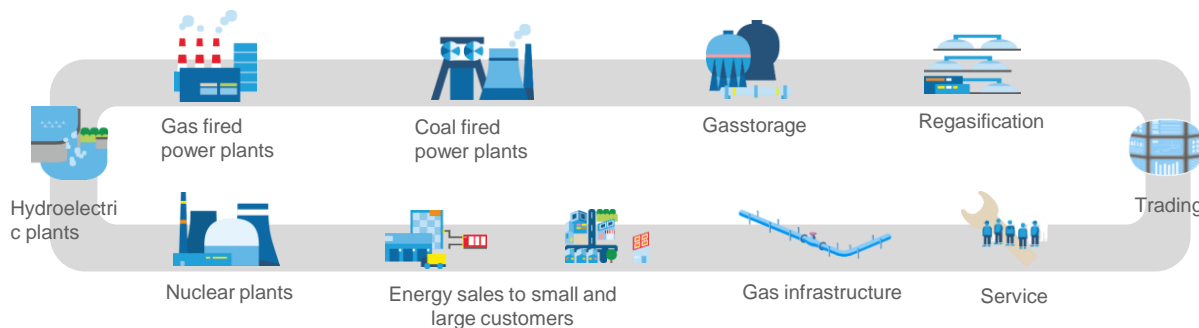 Gas fired
power plants
Coal fired
power plants
Gasstorage
Regasification
Hydroelectri
c plants
Trading
Nuclear plants
Energy sales to small and
large customers
Gas infrastructure
Service